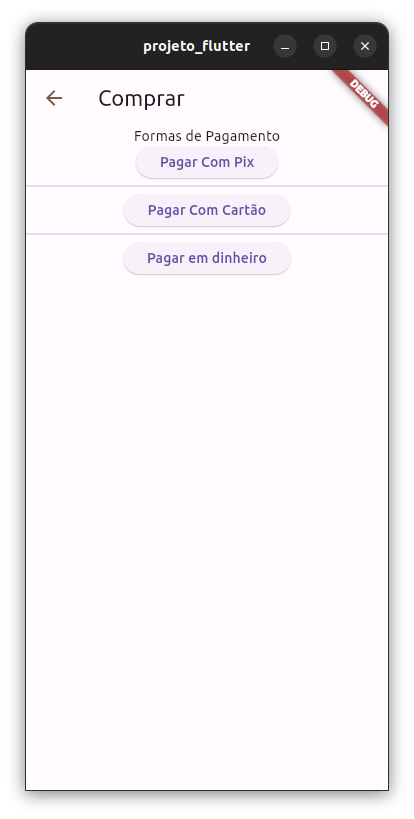 projeto_flutter
DEBUG
Comprar
Formas de Pagamento
Pagar Com Pix
Pagar Com Cartão
Pagar em dinheiro